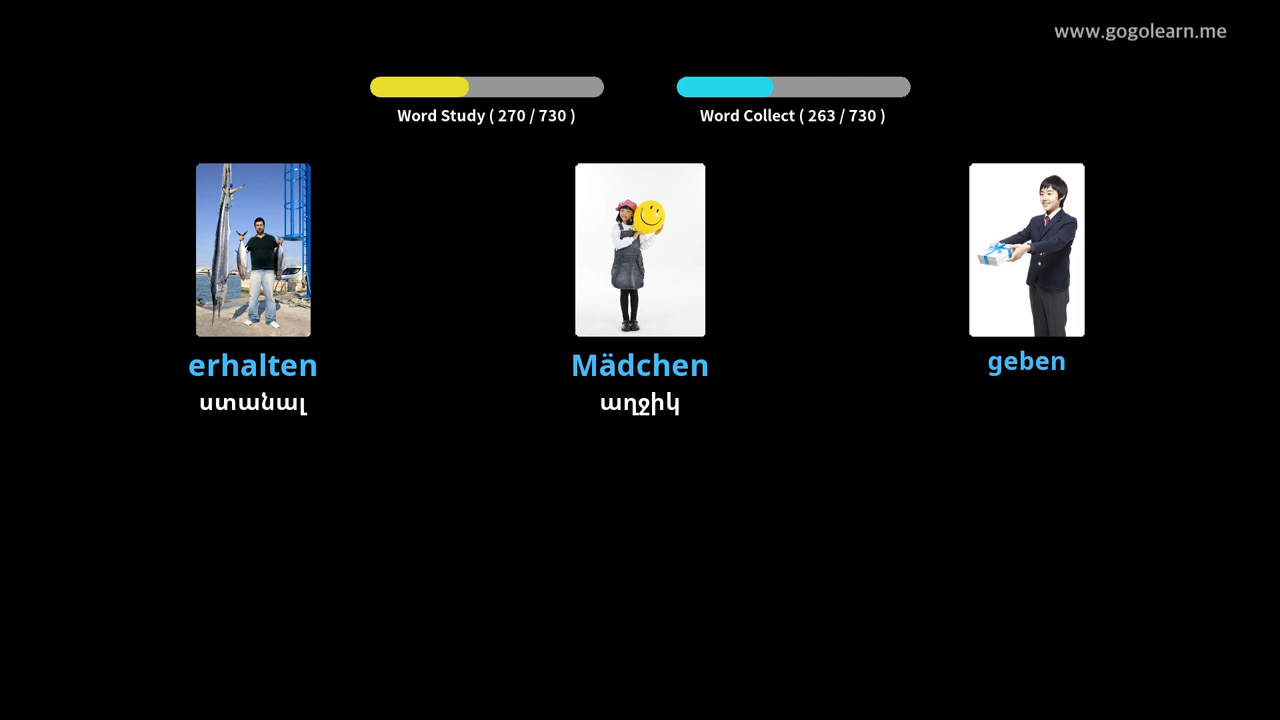 www.gogolearn.me
Word Study ( 270 / 730 )
Word Collect ( 263 / 730 )
erhalten
ստանալ
Mädchen
աղջիկ
geben